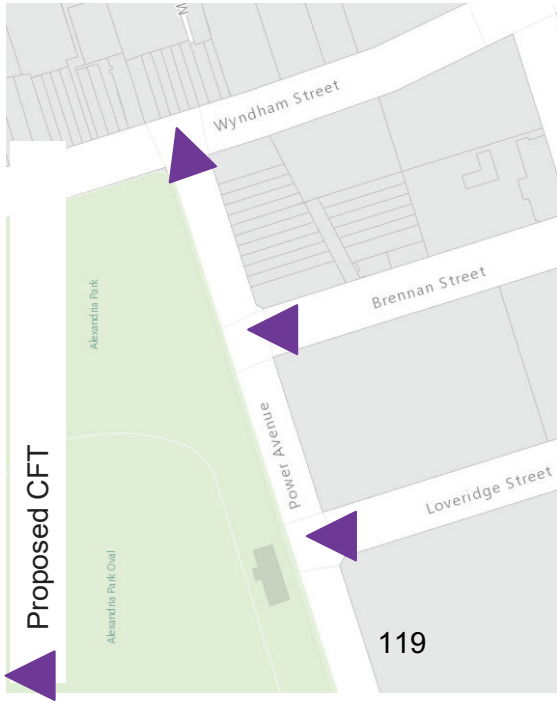 Wyndham Street
Brennan Street
Alexandria Park
Power Avenue
Loveridge Street
Proposed CFT
Alexandria Park Oval
119